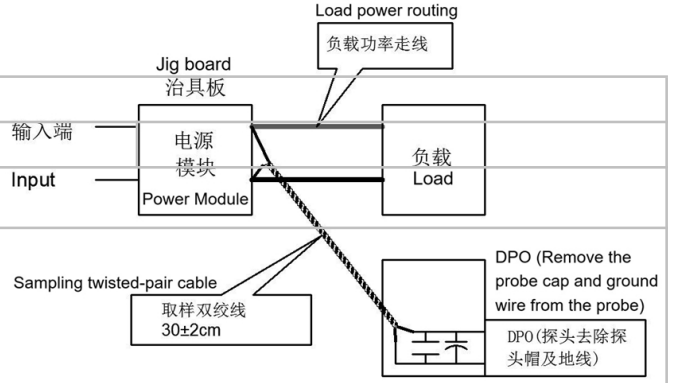 Load power routing
负载功率走线
Jig board
治具板
输入端
电源
模块
负载
Load
Input
Power Module
DPO (Remove the
probe cap and ground
wire from the probe)
Sampling twisted-pair cable
取样双绞线
30±2cm
DPO(探头去除探
头帽及地线)